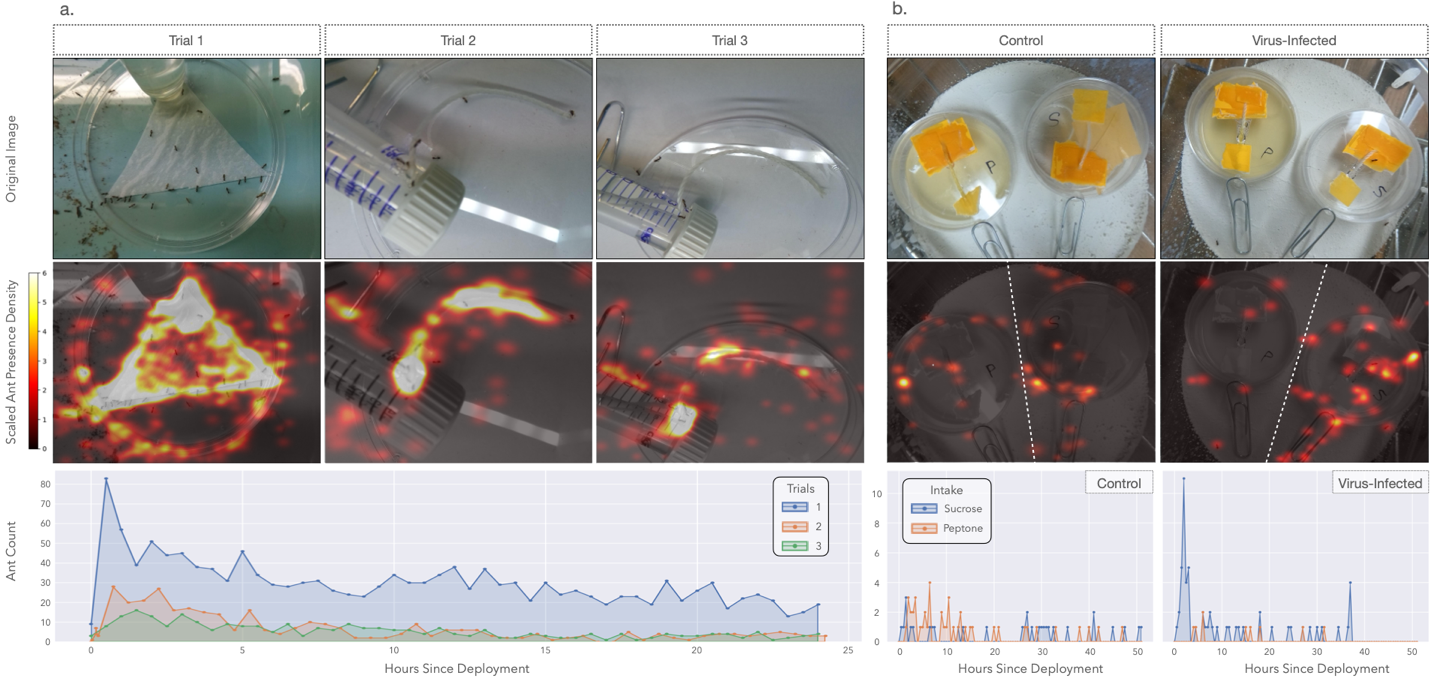 a.
b.
Trial 1
Trial 2
Trial 3
Control
Virus-Infected
Original Image
P
S
P
S
Scaled Ant Presence Density
6
5
4
3
2
1
0
P
S
P
S
Ant Count
80
70
60
50
40
30
20
10
0
0
5
10
15
20
25
Hours Since Deployment
Trials
1
2
3
10
8
6
4
2
0
Intake
Sucrose
Peptone
Control
0
10
20
30
40
50
Hours Since Deployment
Virus-Infected
0
10
20
30
40
50
Hours Since Deployment